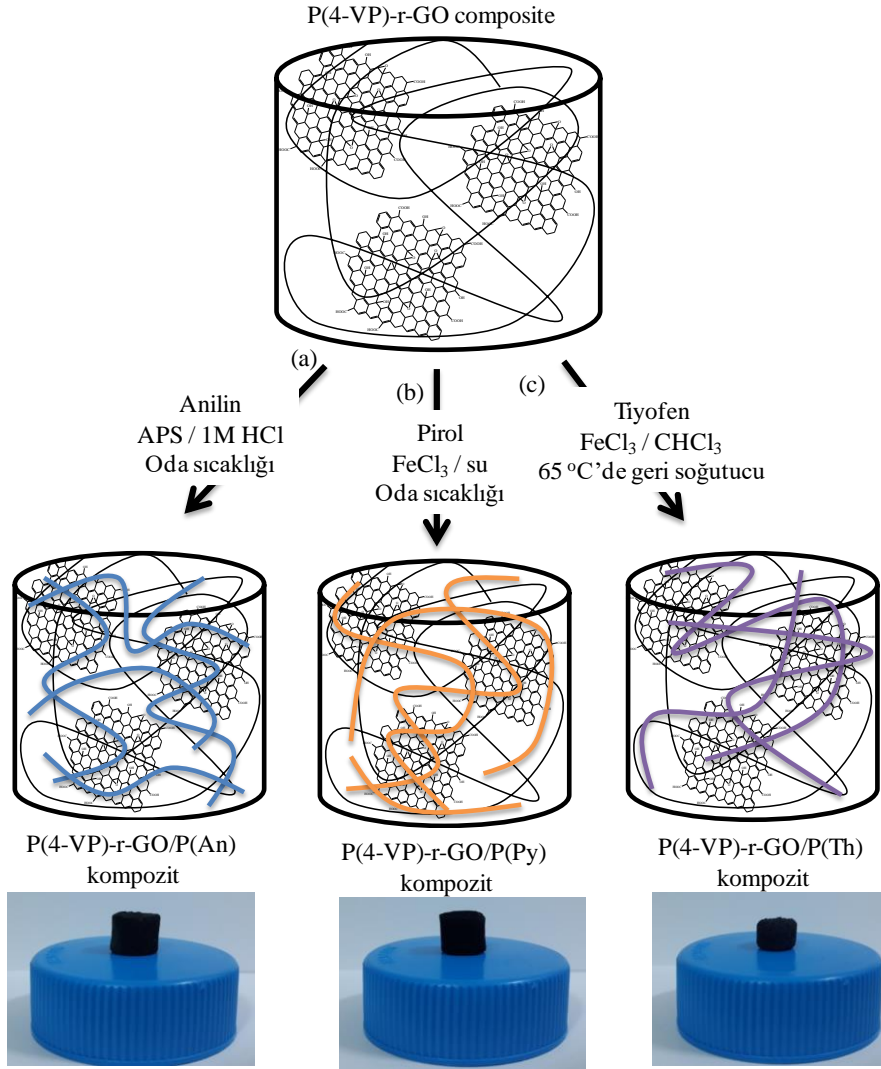 P(4-VP)-r-GO composite
(a)
(b)
(c)
Anilin
APS / 1M HCl
Oda sıcaklığı
Pirol
FeCl3 / su
Oda sıcaklığı
Tiyofen
FeCl3 / CHCl3
65 °C’de geri soğutucu
P(4-VP)-r-GO/P(An)
kompozit
P(4-VP)-r-GO/P(Py)
kompozit
P(4-VP)-r-GO/P(Th)
kompozit